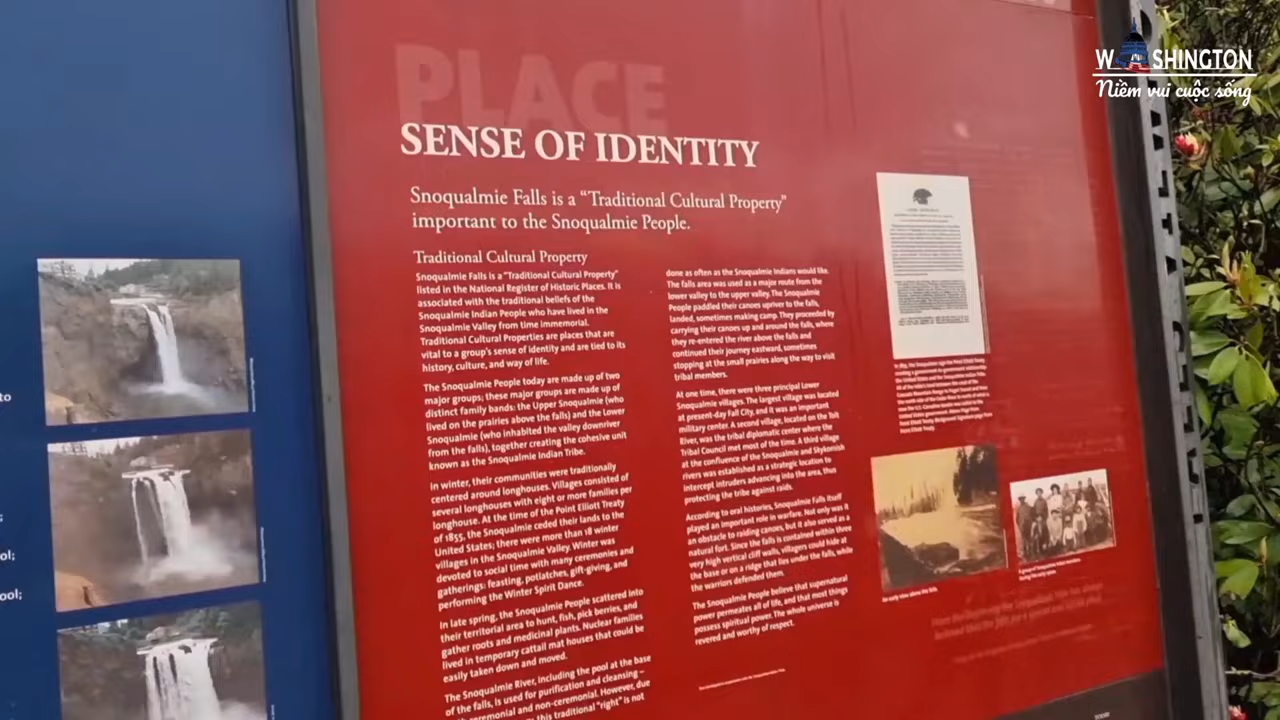 WASHINGTON
Niềm vui cuộc sống
PLACE
SENSE OF IDENTITY
Snoqualmie Falls is a “Traditional Cultural Property”
important to the Snoqualmie People.
Traditional Cultural Property
Snoqualmie Falls is a “Traditional Cultural Property”
listed in the National Register of Historic Places. It is
associated with the traditional beliefs of the
Snoqualmie Indian People who have lived in the
Snoqualmie Valley from time immemorial.
Traditional Cultural Properties are places that are
vital to a group’s sense of identity and are tied to its
history, culture, and way of life.
The Snoqualmie People today are made up of two
major groups; these major groups are made up of
distinct family bands: the Upper Snoqualmie (who
lived on the prairies above the falls) and the Lower
Snoqualmie (who inhabited the valley downriver
from the falls), together creating the cohesive unit
known as the Snoqualmie Indian Tribe.
In winter, their communities were traditionally
centered around longhouses. Villages consisted of
several longhouses with eight or more families per
longhouse. At the time of the Point Elliott Treaty
of 1855, the Snoqualmie ceded their lands to the
United States; there were more than 18 winter
villages in the Snoqualmie Valley. Winter was
devoted to social time with many ceremonies and
gatherings: feasting, potlatches, gift-giving, and
performing the Winter Spirit Dance.
In late spring, the Snoqualmie People scattered into
their territorial area to hunt, fish, pick berries, and
gather roots and medicinal plants. Nuclear families
lived in temporary cattail mat houses that could be
easily taken down and moved.
The Snoqualmie River, including the pool at the base
of the falls, is used for purification and cleansing –
ceremonial and non-ceremonial. However, due
this traditional “right” is not
done as often as the Snoqualmie Indians would like.
The falls area was used as a major route from the
lower valley to the upper valley. The Snoqualmie
People paddled their canoes upriver to the falls,
landed, sometimes making camp. They proceeded by
carrying their canoes up and around the falls, where
they re-entered the river above the falls and
continued their journey eastward, sometimes
stopping at the small prairies along the way to visit
tribal members.
At one time, there were three principal Lower
Snoqualmie villages. The largest village was located
at present-day Fall City, and it was an important
military center. A second village, located on the Tolt
River, was the tribal diplomatic center where the
Tribal Council met most of the time. A third village
at the confluence of the Snoqualmie and Skykomish
rivers was established as a strategic location to
intercept intruders advancing into the area, thus
protecting the tribe against raids.
According to oral histories, Snoqualmie Falls itself
played an important role in warfare. Not only was it
an obstacle to raiding canoes, but it also served as a
natural fort. Since the falls is contained within three
very high vertical cliff walls, villagers could hide at
the base or on a ridge that lies under the falls, while
the warriors defended them.
The Snoqualmie People believe that supernatural
power permeates all of life, and that most things
possess spiritual power. The whole universe is
revered and worthy of respect.